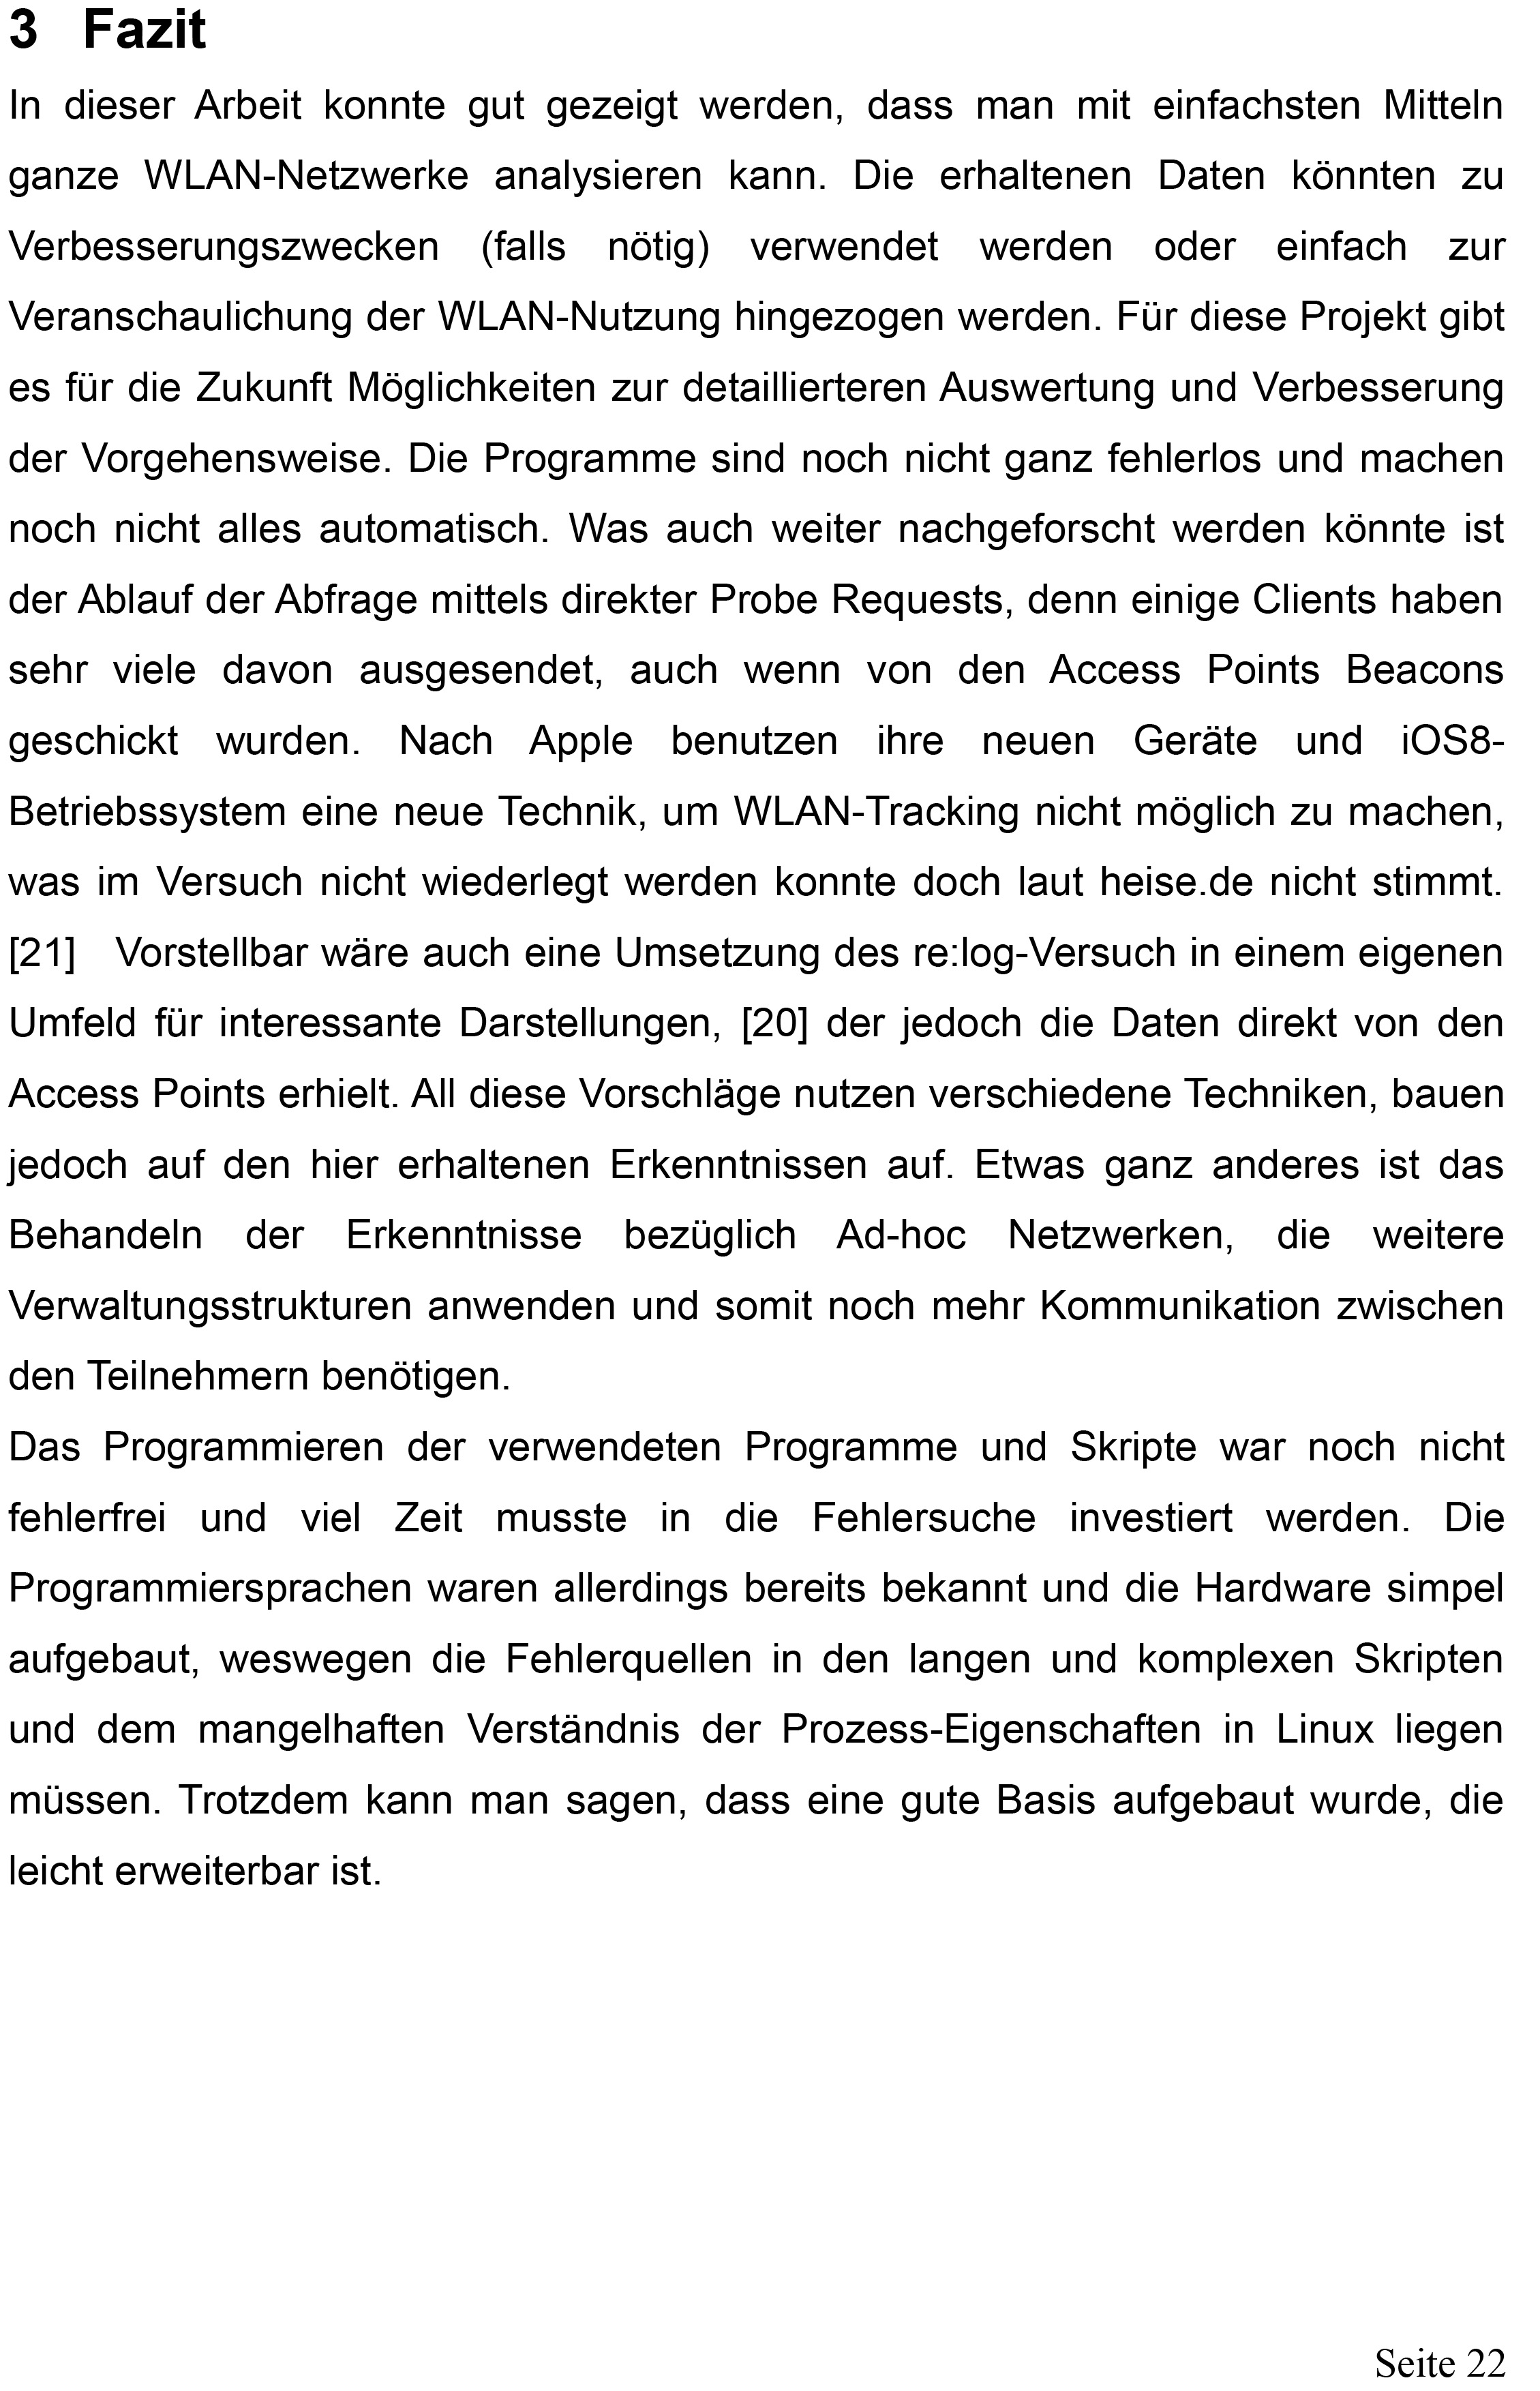 3 Fazit
In dieser Arbeit konnte gut gezeigt werden, dass man mit einfachsten Mitteln
ganze WLAN-Netzwerke analysieren kann. Die erhaltenen Daten könnten zu
Verbesserungszwecken (falls nötig) verwendet werden oder einfach zur
Veranschaulichung der WLAN-Nutzung hingezogen werden. Für diese Projekt gibt
es für die Zukunft Möglichkeiten zur detaillierteren Auswertung und Verbesserung
der Vorgehensweise. Die Programme sind noch nicht ganz fehlerlos und machen
noch nicht alles automatisch. Was auch weiter nachgeforscht werden könnte ist
der Ablauf der Abfrage mittels direkter Probe Requests, denn einige Clients haben
sehr viele davon ausgesendet, auch wenn von den Access Points Beacons
geschickt wurden. Nach Apple benutzen ihre neuen Geräte und iOS8-
Betriebssystem eine neue Technik, um WLAN-Tracking nicht möglich zu machen,
was im Versuch nicht wiederlegt werden konnte doch laut heise.de nicht stimmt.
[21] Vorstellbar wäre auch eine Umsetzung des re:log-Versuch in einem eigenen
Umfeld für interessante Darstellungen, [20] der jedoch die Daten direkt von den
Access Points erhielt. All diese Vorschläge nutzen verschiedene Techniken, bauen
jedoch auf den hier erhaltenen Erkenntnissen auf. Etwas ganz anderes ist das
Behandeln der Erkenntnisse bezüglich Ad-hoc Netzwerken, die weitere
Verwaltungsstrukturen anwenden und somit noch mehr Kommunikation zwischen
den Teilnehmern benötigen.
Das Programmieren der verwendeten Programme und Skripte war noch nicht
fehlerfrei und viel Zeit musste in die Fehlersuche investiert werden. Die
Programmiersprachen waren allerdings bereits bekannt und die Hardware simpel
aufgebaut, weswegen die Fehlerquellen in den langen und komplexen Skripten
und dem mangelhaften Verständnis der Prozess-Eigenschaften in Linux liegen
müssen. Trotzdem kann man sagen, dass eine gute Basis aufgebaut wurde, die
leicht erweiterbar ist.
Seite 22